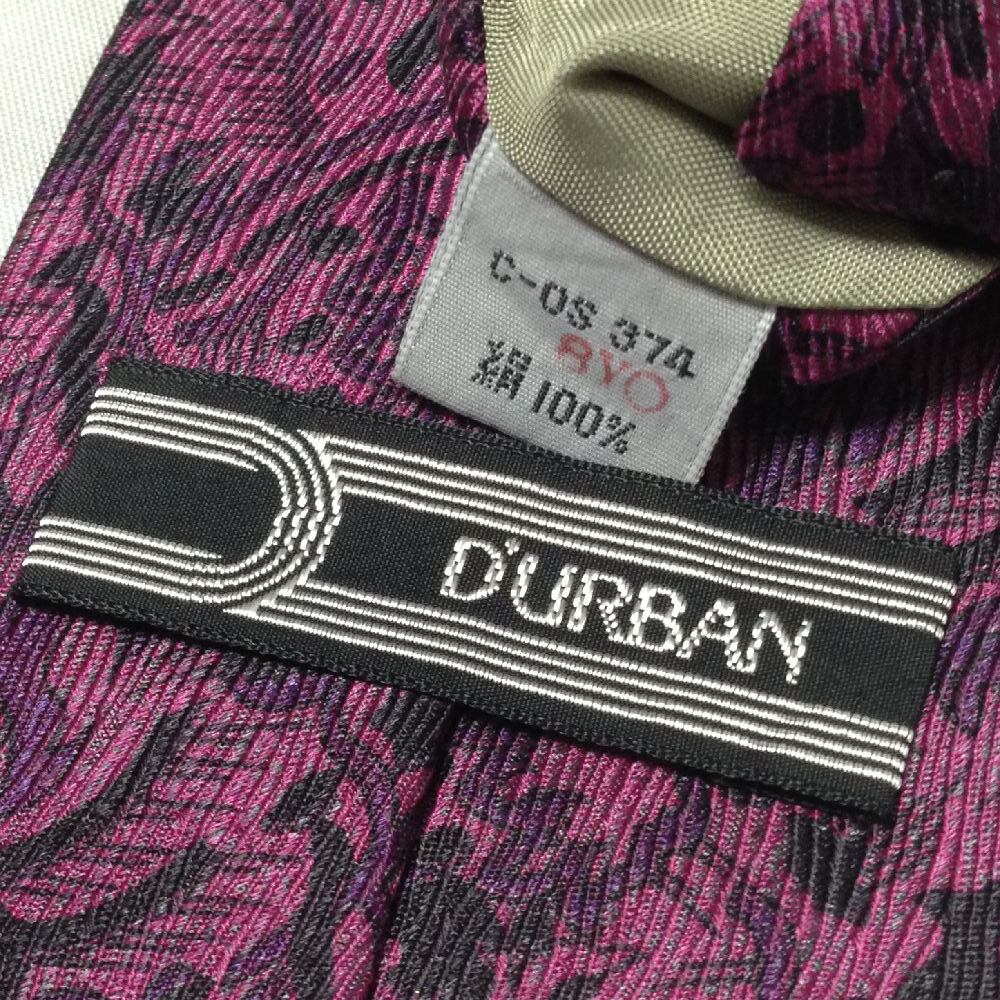 C-OS 374
8YO
絹 100%
D'URBAN